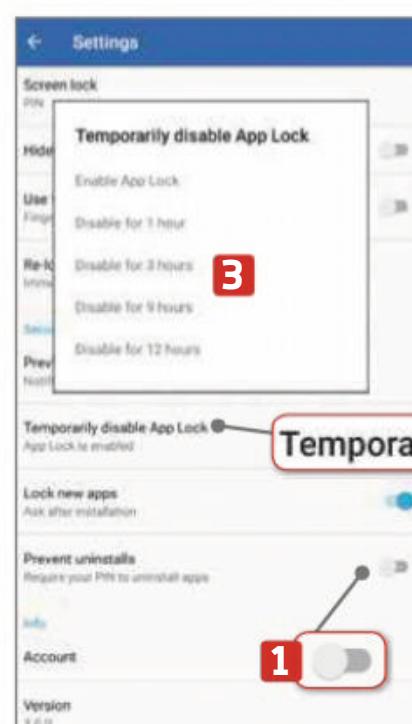 Settings
Screen lock
PIN
Temporarily disable App Lock
Hide
Enable App Lock
Use
Disable for 1 hour
Disable for 3 hours
3
Disable for 9 hours
Disable for 12 hours
Temporarily disable App Lock
App Lock is enabled
Tempora
Lock new apps
Ask after installation
Prevent uninstalls
Require your PIN to uninstall apps
Info
Account
1
Version